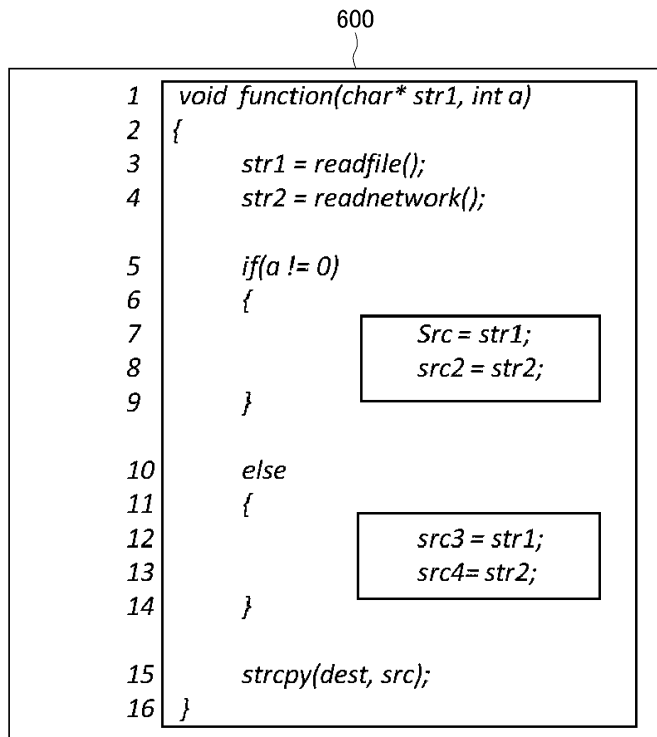 600
1 void function(char* str1, int a)
2 {
3 str1 = readfile();
4 str2 = readnetwork();
5 if(a != 0)
6 {
7 Src = str1;
8 src2 = str2;
9 }
10 else
11 {
12 src3 = str1;
13 src4= str2;
14 }
15 strcpy(dest, src);
16 }